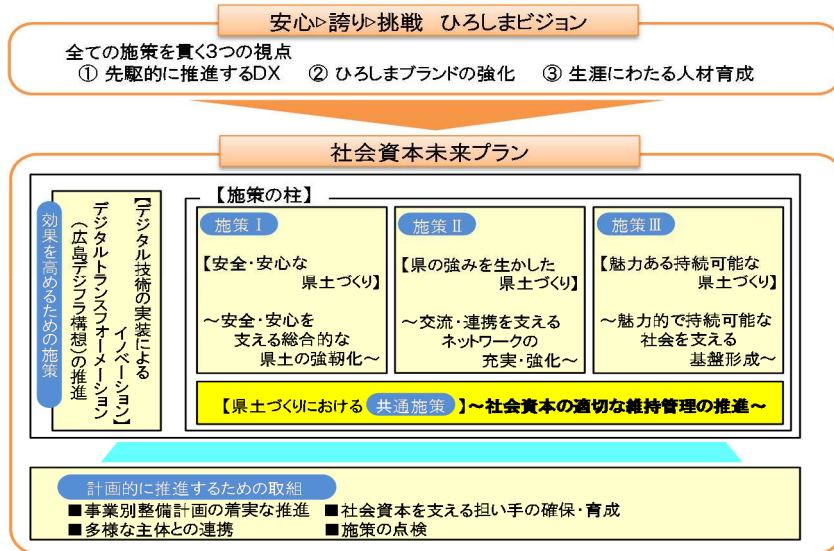 安心▷誇り▷挑戦 ひろしまビジョン
全ての施策を貫く3つの視点
① 先駆的に推進するDX ② ひろしまブランドの強化 ③ 生涯にわたる人材育成
社会資本未来プラン
効果を高めるための施策
【デジタル技術の実装による
イノベーション】
デジタルトランスフォーメーション
(広島デジフラ構想)の推進
【施策の柱】
施策Ⅰ
【安全・安心な
県土づくり】
～安全・安心を
支える総合的な
県土の強靭化～
施策Ⅱ
【県の強みを生かした
県土づくり】
～交流・連携を支える
ネットワークの
充実・強化～
施策Ⅲ
【魅力ある持続可能な
県土づくり】
～魅力的で持続可能な
社会を支える
基盤形成～
【県土づくりにおける 共通施策 】～社会資本の適切な維持管理の推進～
計画的に推進するための取組
■事業別整備計画の着実な推進 ■社会資本を支える担い手の確保・育成
■多様な主体との連携 ■施策の点検